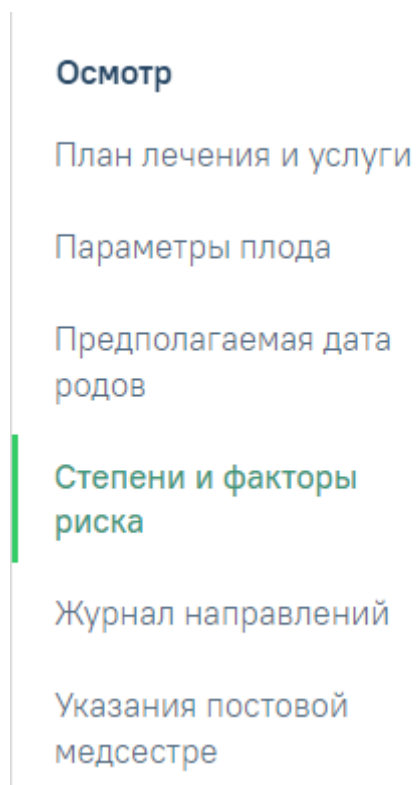 Осмотр
План лечения и услуги
Параметры плода
Предполагаемая дата
родов
Степени и факторы
риска
Журнал направлений
Указания постовой
медсестре